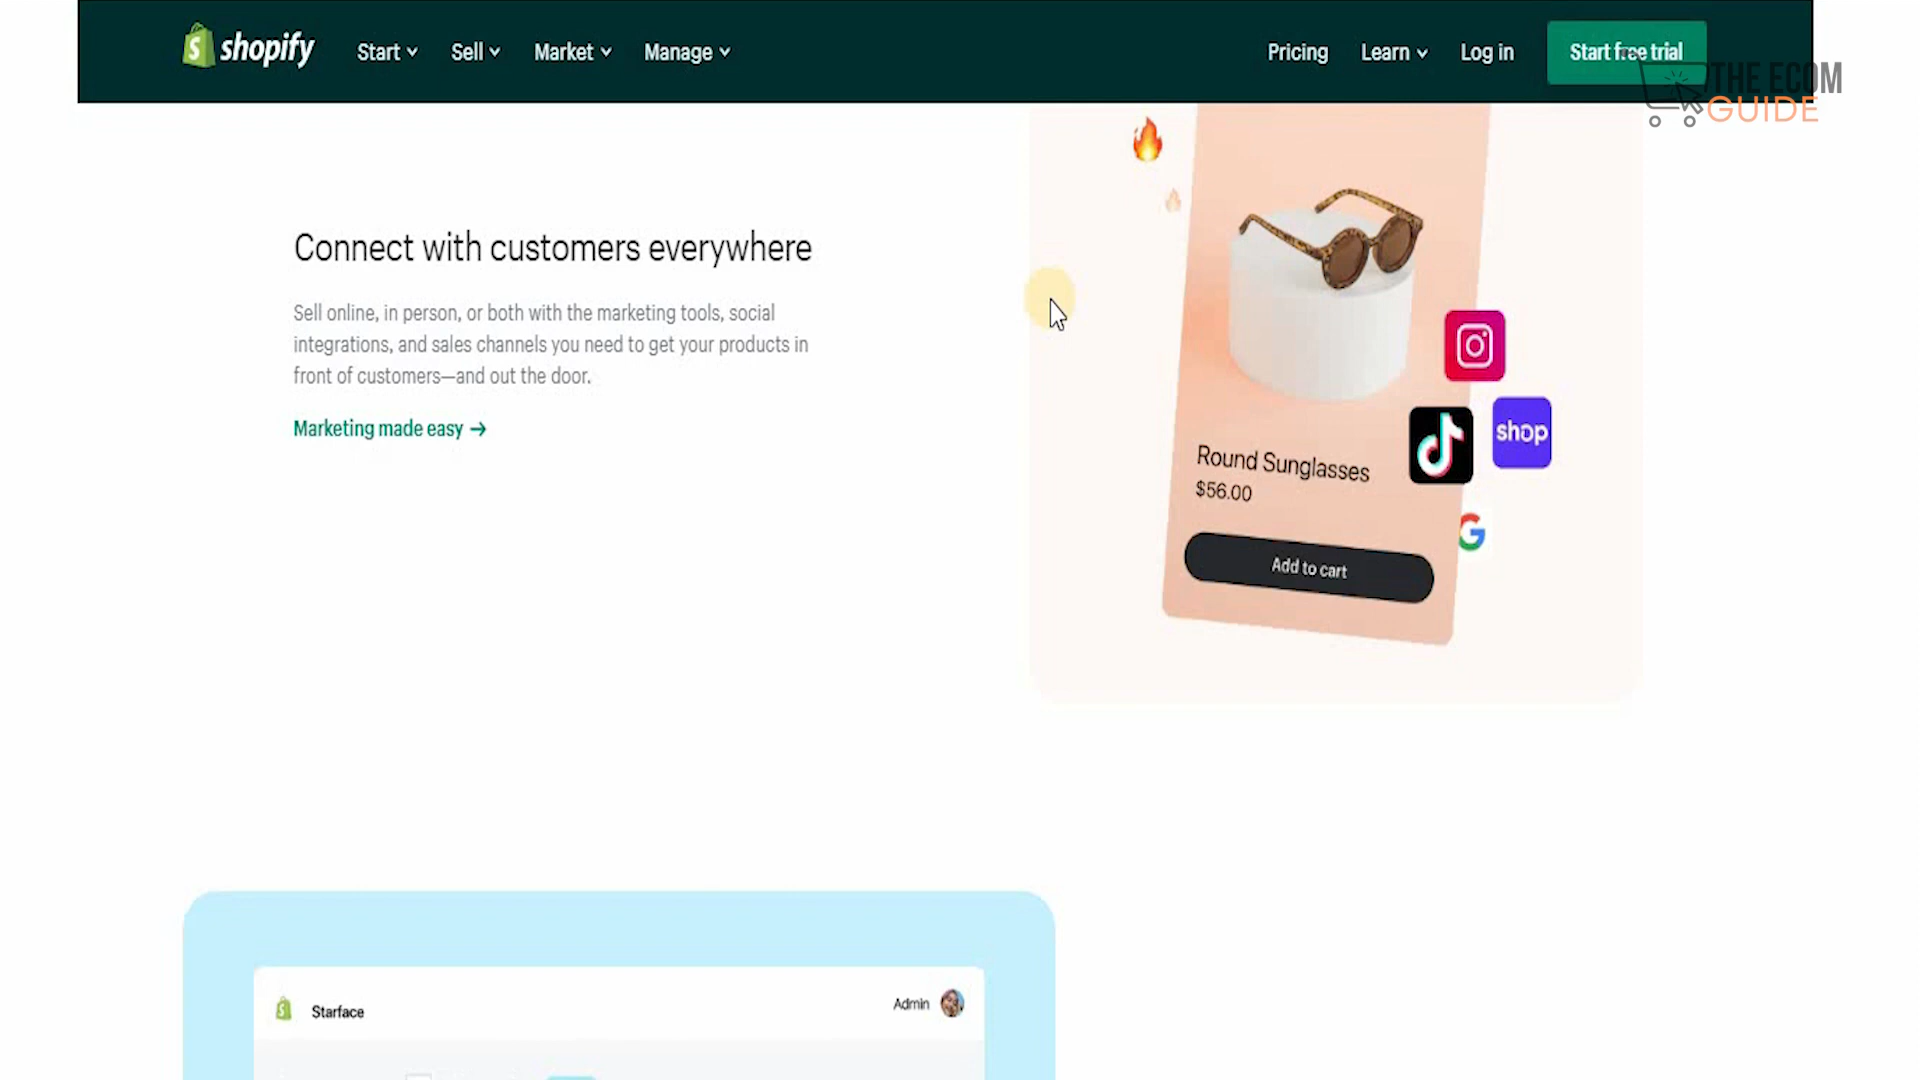 shopify
Start
Sell
Market
Manage
Pricing
Learn
Log in
Start free trial
THE ECOM
GUIDE
Connect with customers everywhere
Sell online, in person, or both with the marketing tools, social
integrations, and sales channels you need to get your products in
front of customers—and out the door.
Marketing made easy →
shop
Round Sunglasses
$56.00
Add to cart
Starface
Admin